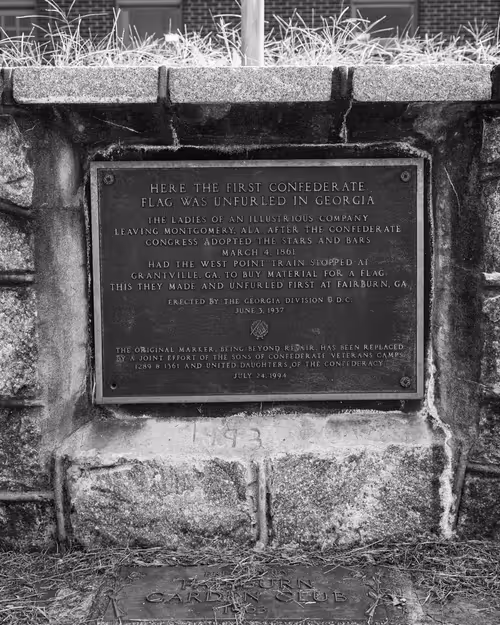 HERE THE FIRST CONFEDERATE
FLAG WAS UNFURLED IN GEORGIA
THE LADIES OF AN ILLUSTRIOUS COMPANY
LEAVING MONTGOMERY, ALA. AFTER THE CONFEDERATE
CONGRESS ADOPTED THE STARS AND BARS
MARCH 4, 1861
HAD THE WEST POINT TRAIN STOPPED AT
GRANTVILLE, GA. TO BUY MATERIAL FOR A FLAG.
THIS THEY MADE AND UNFURLED FIRST AT FAIRBURN, GA.
ERECTED BY THE GEORGIA DIVISION U.D.C.
JUNE 3, 1937
THE ORIGINAL MARKER, BEING BEYOND REPAIR, HAS BEEN REPLACED
BY A JOINT EFFORT OF THE SONS OF CONFEDERATE VETERANS CAMPS
1289 & 1361 AND UNITED DAUGHTERS OF THE CONFEDERACY
JULY 24, 1994
1993
FAIRBURN
GARDEN CLUB